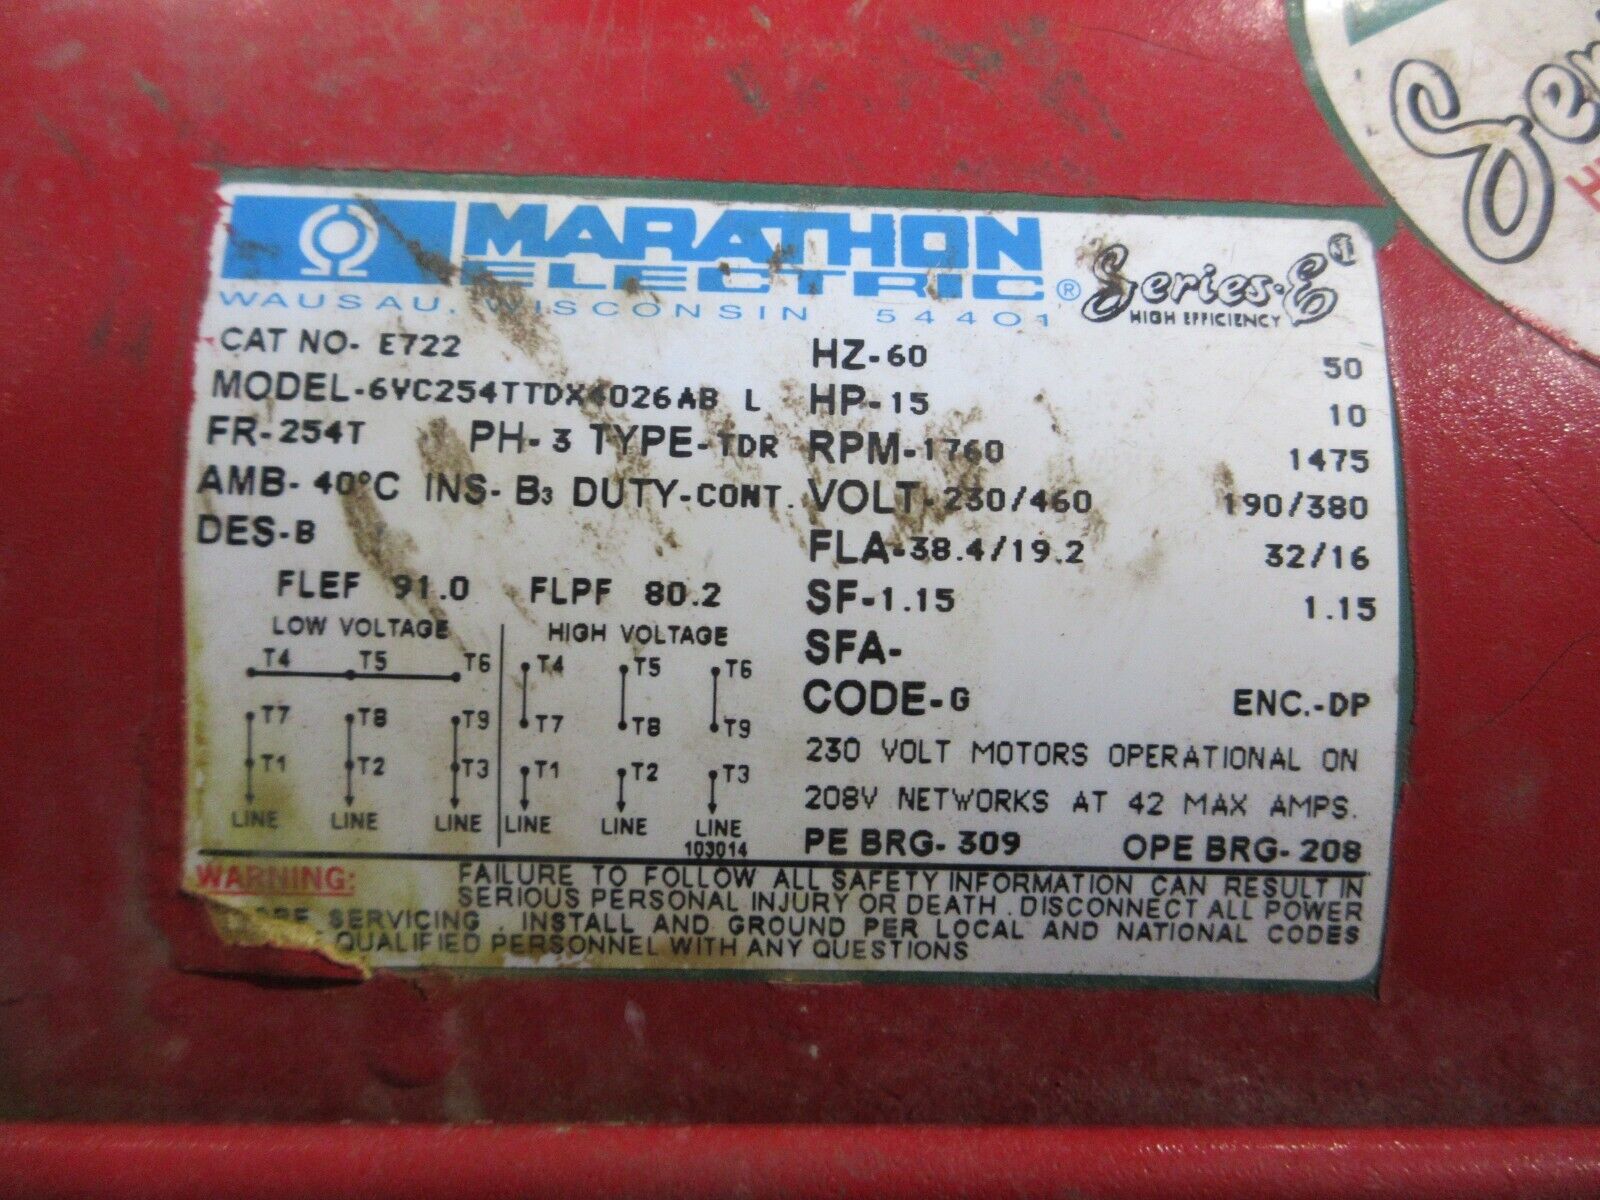 MARATHON
ELECTRIC®
WAUSAU, WISCONSIN 54401
Series-E
HIGH EFFICIENCY
CAT NO- E722
MODEL-6VC254TTDX4026AB L
FR-254T PH-3 TYPE-TDR
AMB-40°C INS-B3 DUTY-CONT.
DES-B
FLEF 91.0 FLPF 80.2
HZ-60 50
HP-15 10
RPM-1760 1475
VOLT-230/460 190/380
FLA-38.4/19.2 32/16
SF-1.15 1.15
SFA-
CODE-G ENC.-DP
230 VOLT MOTORS OPERATIONAL ON
208V NETWORKS AT 42 MAX AMPS.
PE BRG-309 OPE BRG-208
LOW VOLTAGE HIGH VOLTAGE
T4 T5 T6 T4 T5 T6
T7 T8 T9 T7 T8 T9
T1 T2 T3 T1 T2 T3
LINE LINE LINE LINE LINE LINE
103014
WARNING: FAILURE TO FOLLOW ALL SAFETY INFORMATION CAN RESULT IN
SERIOUS PERSONAL INJURY OR DEATH. DISCONNECT ALL POWER
SERVICING. INSTALL AND GROUND PER LOCAL AND NATIONAL CODES
QUALIFIED PERSONNEL WITH ANY QUESTIONS